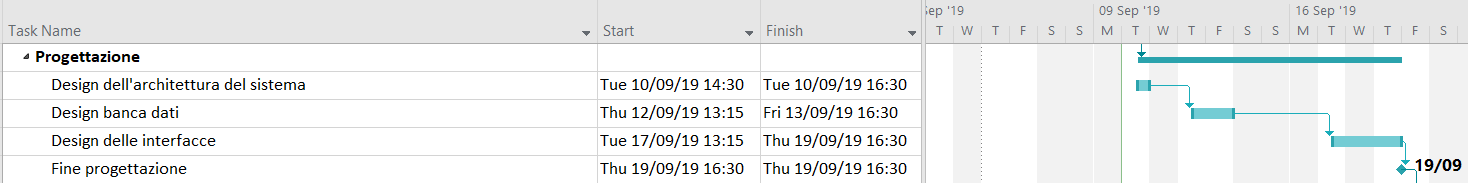 Sep '19 09 Sep '19 16 Sep '19
Task Name Start Finish T W T F S S M T W T F S S M T W T F S
Progettazione
Design dell'architettura del sistema Tue 10/09/19 14:30 Tue 10/09/19 16:30
Design banca dati Thu 12/09/19 13:15 Fri 13/09/19 16:30
Design delle interfacce Tue 17/09/19 13:15 Thu 19/09/19 16:30
Fine progettazione Thu 19/09/19 16:30 Thu 19/09/19 16:30 19/09